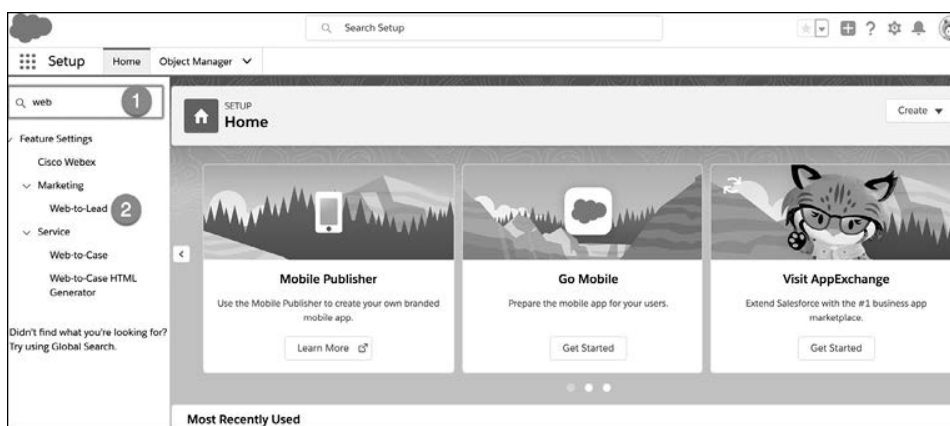 Search Setup
Setup
Home
Object Manager
web
1
Feature Settings
Cisco Webex
Marketing
Web-to-Lead
2
Service
Web-to-Case
Web-to-Case HTML
Generator
Didn't find what you're looking for?
Try using Global Search.
SETUP
Home
Create
Mobile Publisher
Use the Mobile Publisher to create your own branded
mobile app.
Learn More
Go Mobile
Prepare the mobile app for your users.
Get Started
Visit AppExchange
Extend Salesforce with the #1 business app
marketplace.
Get Started
Most Recently Used